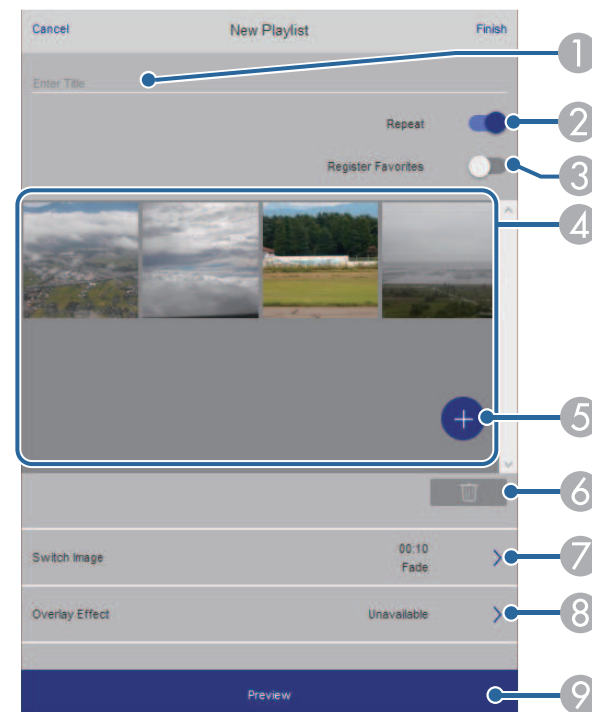 Cancel New Playlist Finish
Enter Title
1
Repeat
2
Register Favorites
3
4
5
6
Switch Image 00:10
Fade
7
Overlay Effect Unavailable
8
Preview
9